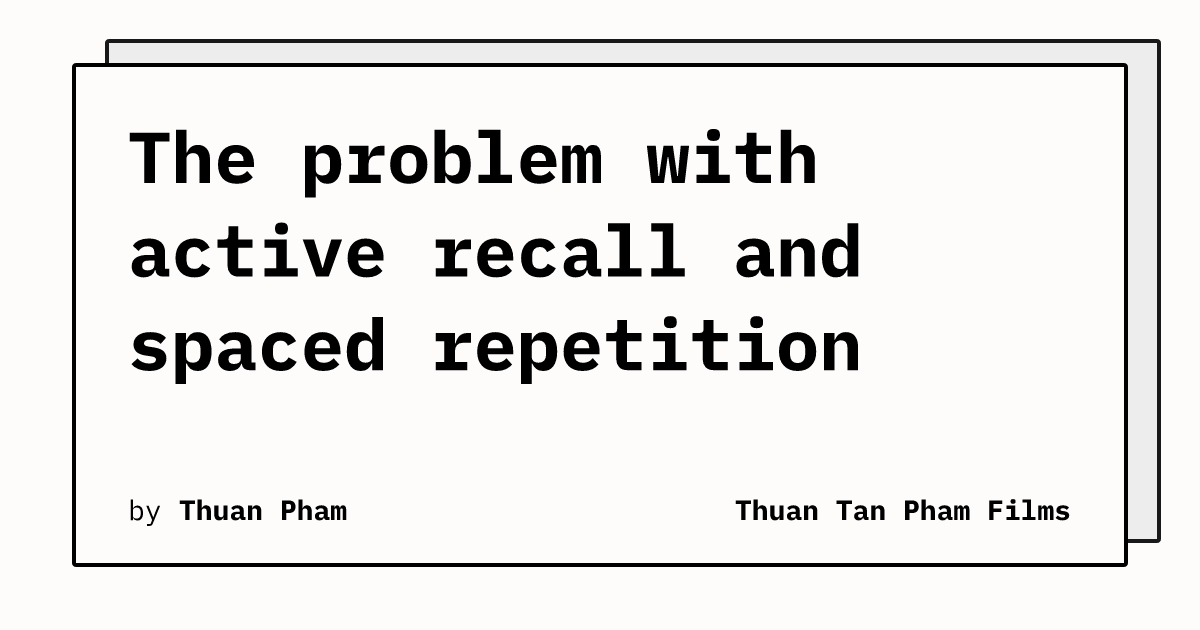 The problem with
active recall and
spaced repetition
by Thuan Pham
Thuan Tan Pham Films